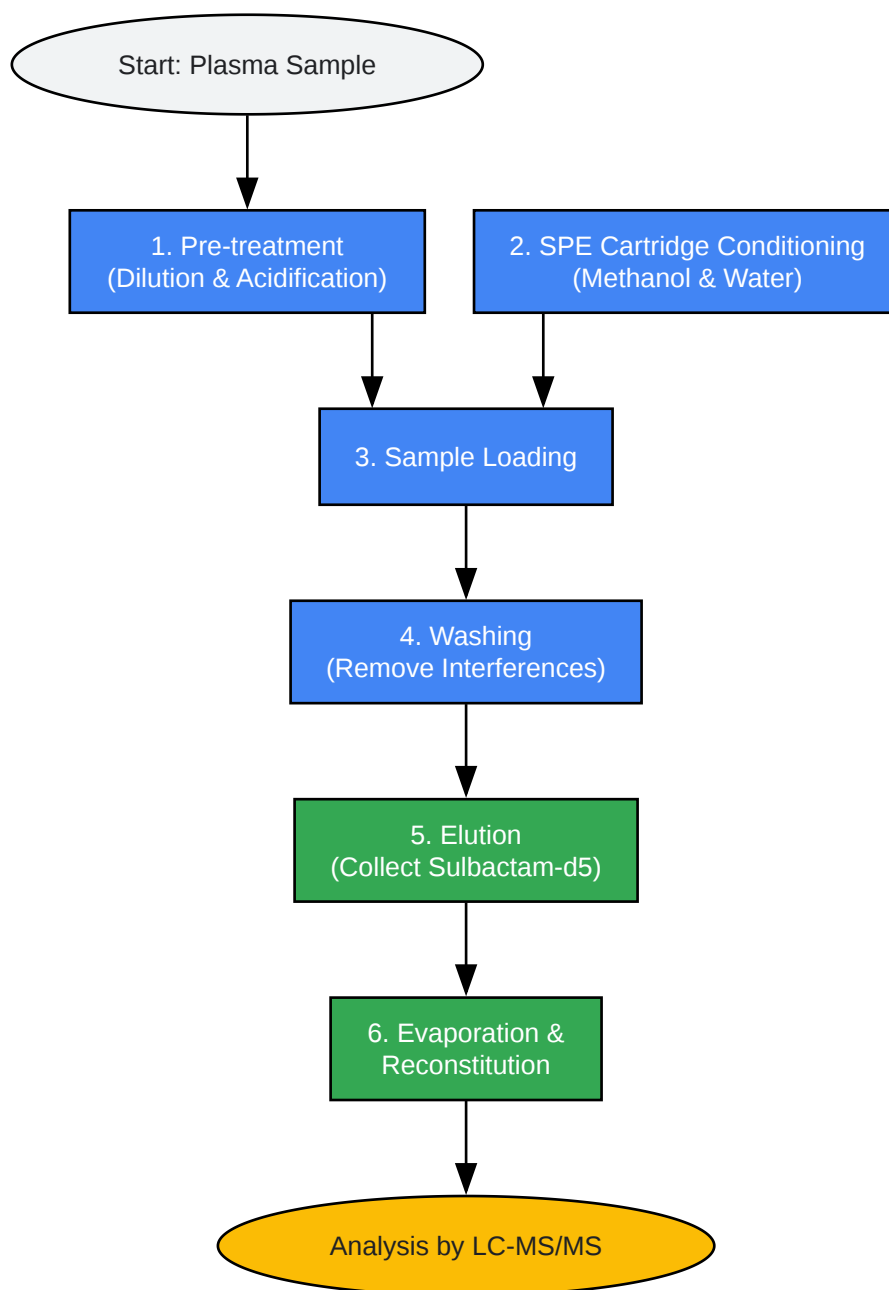 Start: Plasma Sample
1. Pre-treatment
(Dilution & Acidification)
2. SPE Cartridge Conditioning
(Methanol & Water)
3. Sample Loading
4. Washing
(Remove Interferences)
5. Elution
(Collect Sulbactam-d5)
6. Evaporation &
Reconstitution
Analysis by LC-MS/MS